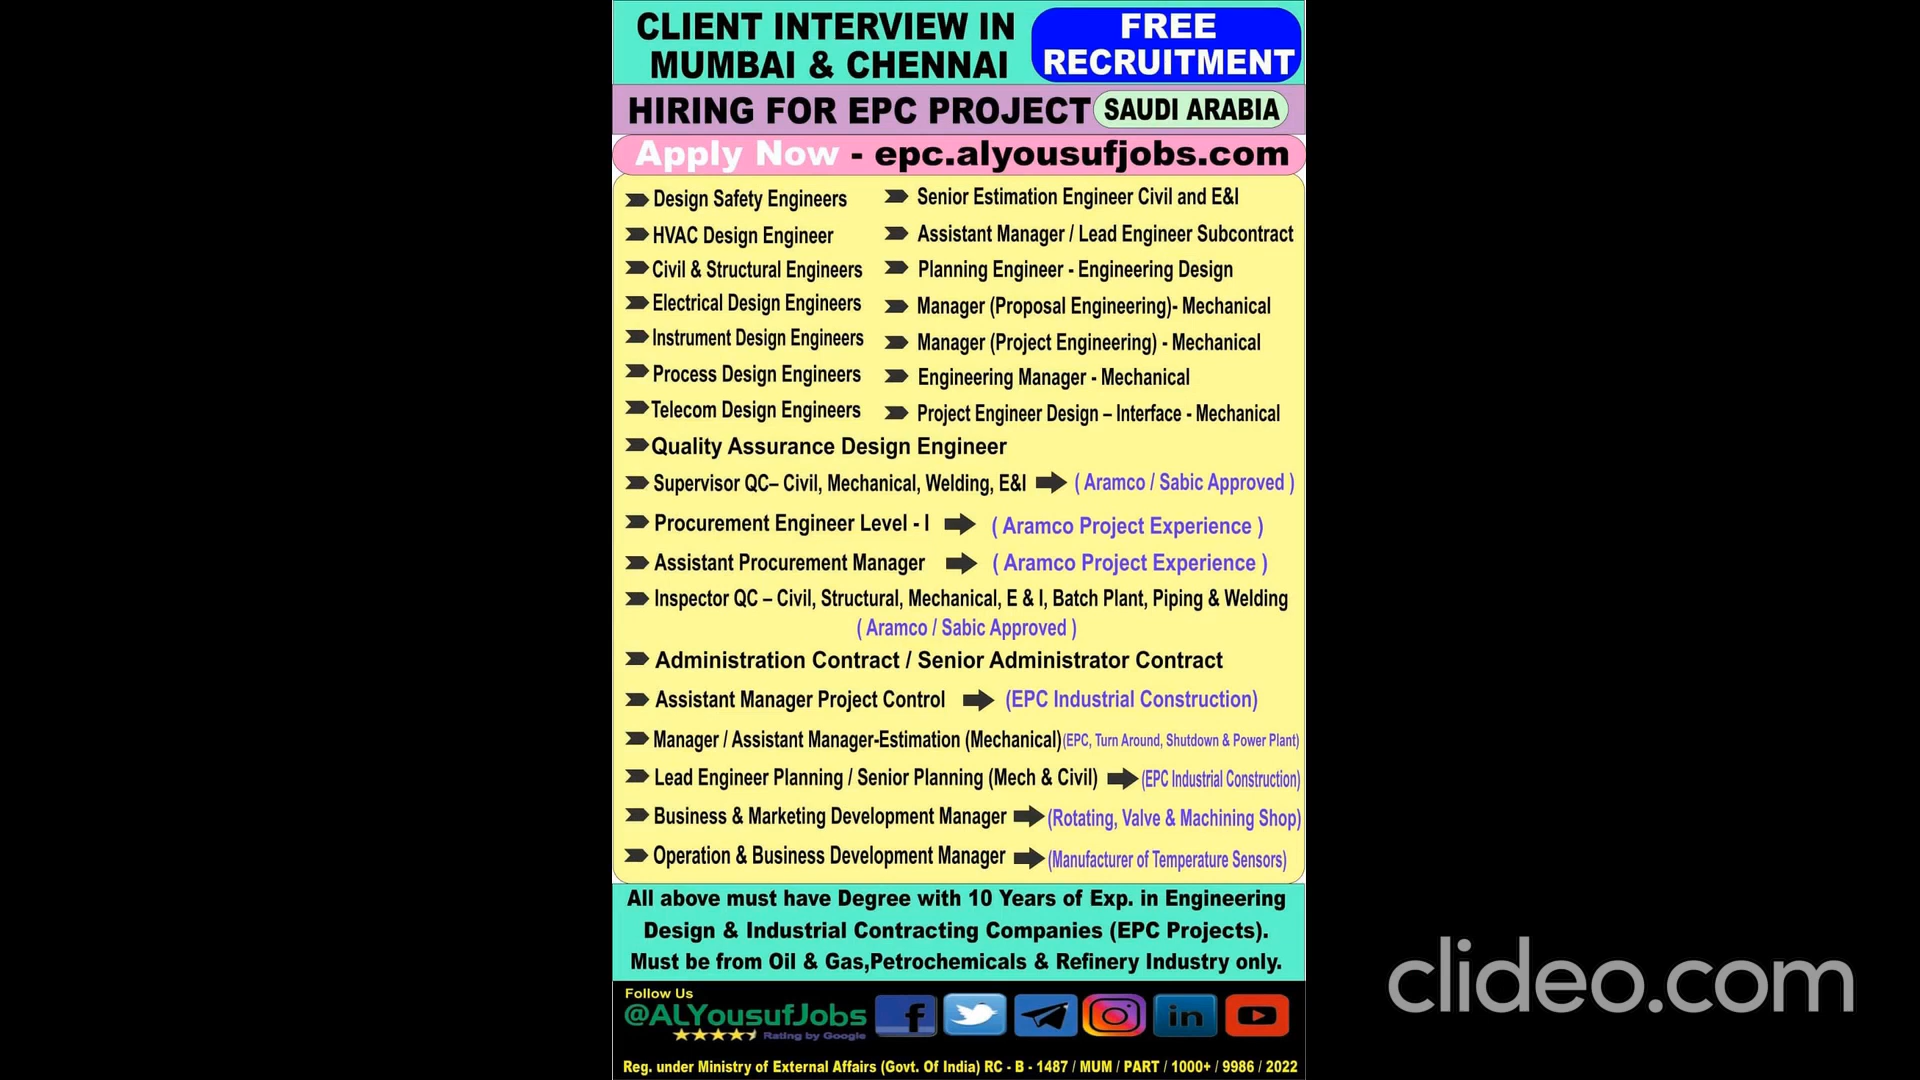 CLIENT INTERVIEW IN
MUMBAI & CHENNAI
FREE
RECRUITMENT
HIRING FOR EPC PROJECT SAUDI ARABIA
Apply Now - epc.alyousufjobs.com
Design Safety Engineers
HVAC Design Engineer
Civil & Structural Engineers
Electrical Design Engineers
Instrument Design Engineers
Process Design Engineers
Telecom Design Engineers
Senior Estimation Engineer Civil and E&I
Assistant Manager / Lead Engineer Subcontract
Planning Engineer - Engineering Design
Manager (Proposal Engineering)- Mechanical
Manager (Project Engineering) - Mechanical
Engineering Manager - Mechanical
Project Engineer Design – Interface - Mechanical
Quality Assurance Design Engineer
Supervisor QC– Civil, Mechanical, Welding, E&I ( Aramco / Sabic Approved )
Procurement Engineer Level - I ( Aramco Project Experience )
Assistant Procurement Manager ( Aramco Project Experience )
Inspector QC – Civil, Structural, Mechanical, E & I, Batch Plant, Piping & Welding
( Aramco / Sabic Approved )
Administration Contract / Senior Administrator Contract
Assistant Manager Project Control (EPC Industrial Construction)
Manager / Assistant Manager-Estimation (Mechanical)(EPC, Turn Around, Shutdown & Power Plant)
Lead Engineer Planning / Senior Planning (Mech & Civil) (EPC Industrial Construction)
Business & Marketing Development Manager (Rotating, Valve & Machining Shop)
Operation & Business Development Manager (Manufacturer of Temperature Sensors)
All above must have Degree with 10 Years of Exp. in Engineering
Design & Industrial Contracting Companies (EPC Projects).
Must be from Oil & Gas,Petrochemicals & Refinery Industry only.
Follow Us
@ALYousufJobs
Rating by Google
Reg. under Ministry of External Affairs (Govt. Of India) RC - B - 1487 / MUM / PART / 1000+ / 9986 / 2022
clideo.com